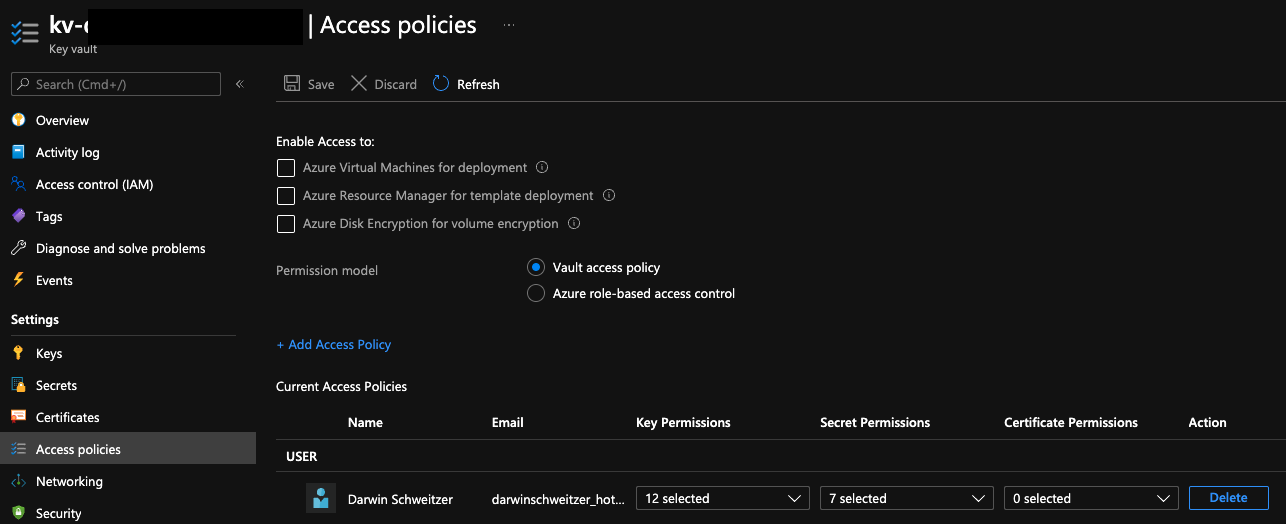 kv- | Access policies ...
Key vault
Search (Cmd+/) «
Save Discard Refresh
Overview
Activity log
Access control (IAM)
Tags
Diagnose and solve problems
Events
Settings
Keys
Secrets
Certificates
Access policies
Networking
Security
Enable Access to:
Azure Virtual Machines for deployment
Azure Resource Manager for template deployment
Azure Disk Encryption for volume encryption
Permission model
Vault access policy
Azure role-based access control
+ Add Access Policy
Current Access Policies
Name Email Key Permissions Secret Permissions Certificate Permissions Action
USER
Darwin Schweitzer darwinschweitzer_hot... 12 selected 7 selected 0 selected Delete